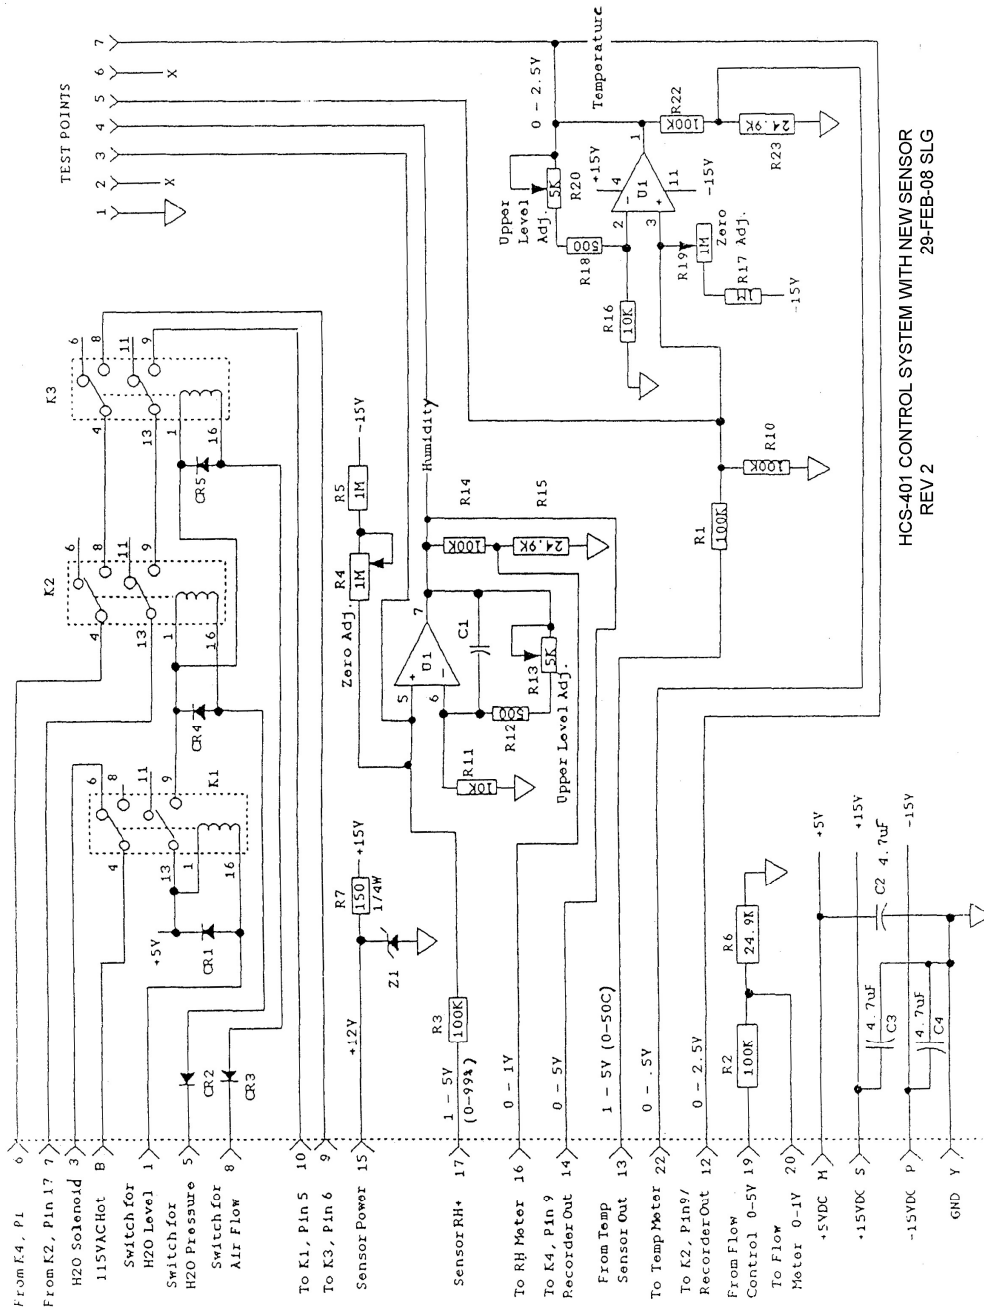 TEST POINTS
1
2
3
4
5
6
7
X
X
From K4, P1
6
From K2, Pin 17
7
H2O Solenoid
3
115VACHot
B
Switch for
H2O Level
1
Switch for
H2O Pressure
5
Switch for
Air Flow
8
To K1, Pin 5
10
To K3, Pin 6
9
Sensor Power
15
Sensor RH+
17
To RH Meter
16
To K4, Pin 9
Recorder Out
14
From Temp
Sensor Out
13
To Temp Meter
22
To K2, Pin9/
Recorder Out
12
From Flow
Control 0-5V
19
To Flow
Meter 0-1V
20
+5VDC
M
+15VDC
S
-15VDC
P
GND
Y
K1
4
6
8
11
13
9
1
16
+5V
CR1
CR2
CR3
K2
4
6
8
11
13
9
1
16
CR4
K3
4
6
8
11
13
9
1
16
CR5
+12V
R7
150
1/4W
+15V
Z1
1 - 5V
(0-99%)
R3
100K
Zero Adj.
R4
1M
R5
1M
-15V
5
6
7
U1
+
-
C1
R11
10K
R12
500
R13
5K
Upper Level Adj.
Humidity
R14
100K
R15
24.9K
0 - 1V
0 - 5V
1 - 5V (0-50C)
0 - .5V
0 - 2.5V
R1
100K
R10
100K
Upper
Level
Adj.
R20
5K
R18
500
R16
10K
+15V
4
2
3
1
11
U1
-
+
-15V
R19
1M
Zero
Adj.
R17
1M
-15V
0 - 2.5V
Temperature
R22
100K
R23
24.9K
R2
100K
R6
24.9K
+5V
+15V
-15V
C2
4.7uF
4.7uF
C3
4.7uF
C4
HCS-401 CONTROL SYSTEM WITH NEW SENSOR
REV 2
29-FEB-08 SLG